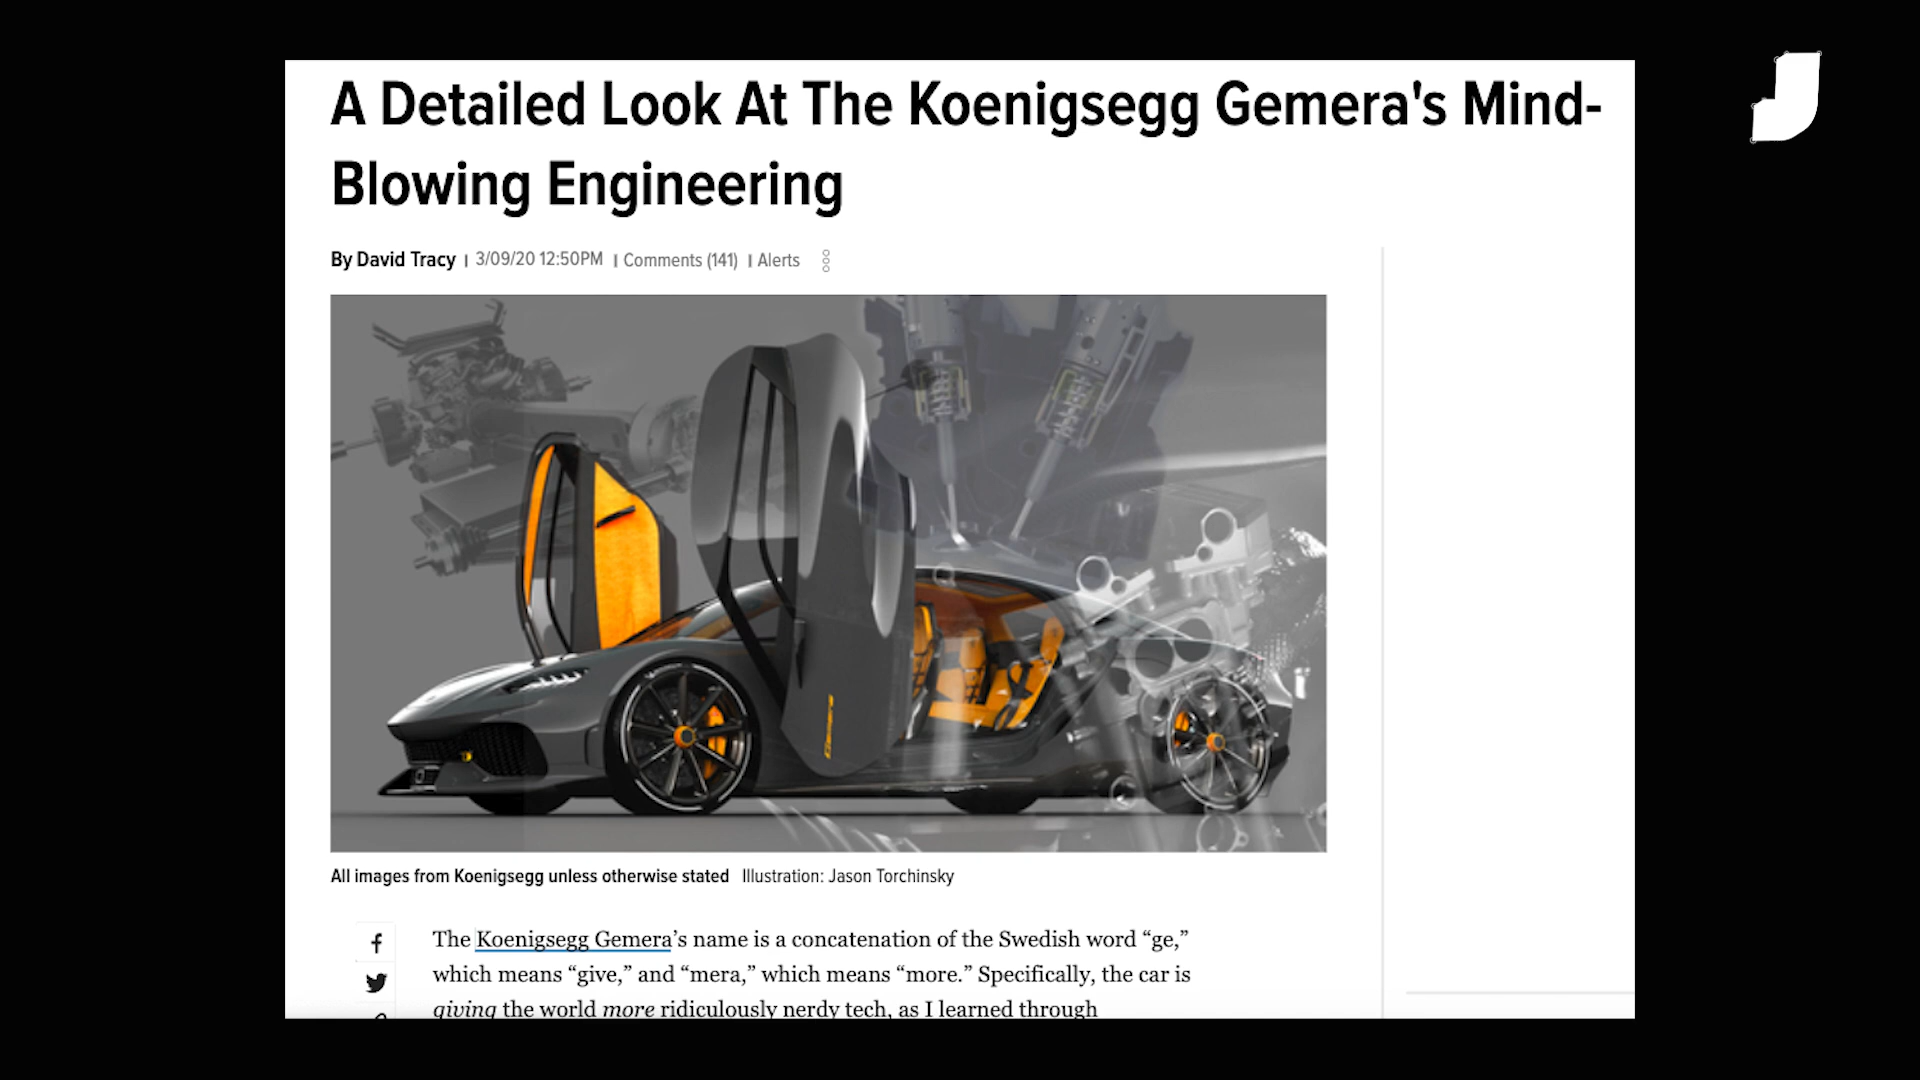 A Detailed Look At The Koenigsegg Gemera's Mind-
Blowing Engineering
By David Tracy | 3/09/20 12:50PM | Comments (141) | Alerts
Gemera
All images from Koenigsegg unless otherwise stated Illustration: Jason Torchinsky
The Koenigsegg Gemera’s name is a concatenation of the Swedish word “ge,”
which means “give,” and “mera,” which means “more.” Specifically, the car is
giving the world more ridiculously nerdy tech, as I learned through